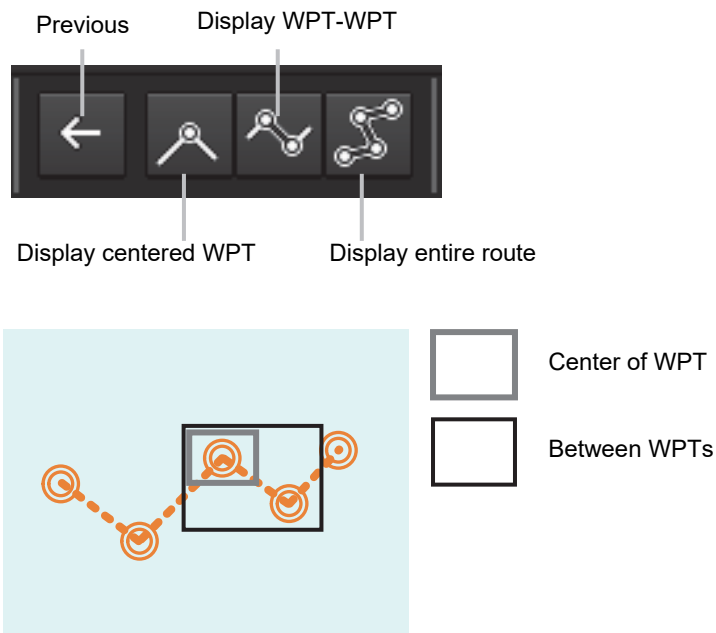 Previous
Display WPT-WPT
Display centered WPT
Display entire route
Center of WPT
Between WPTs